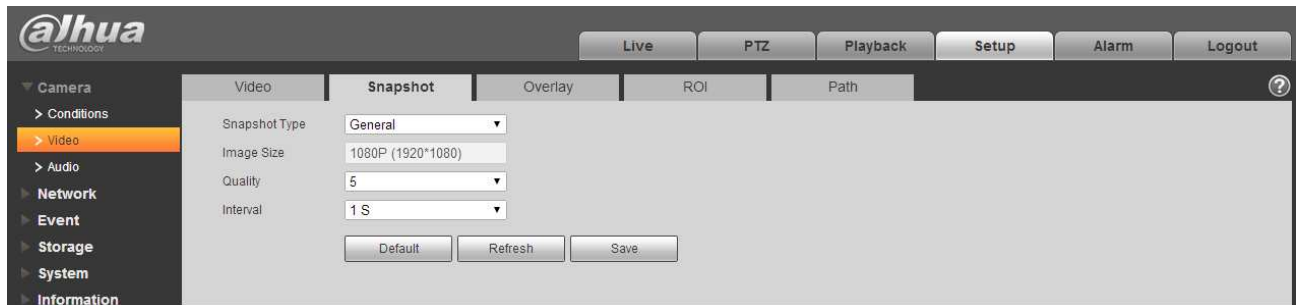 alhua
TECHNOLOGY
Live PTZ Playback Setup Alarm Logout
Camera
Video Snapshot Overlay ROI Path ?
> Conditions
Snapshot Type General
> Video
Image Size 1080P (1920*1080)
> Audio
Quality 5
Network
Interval 1 S
Event
Storage
Default Refresh Save
System
Information